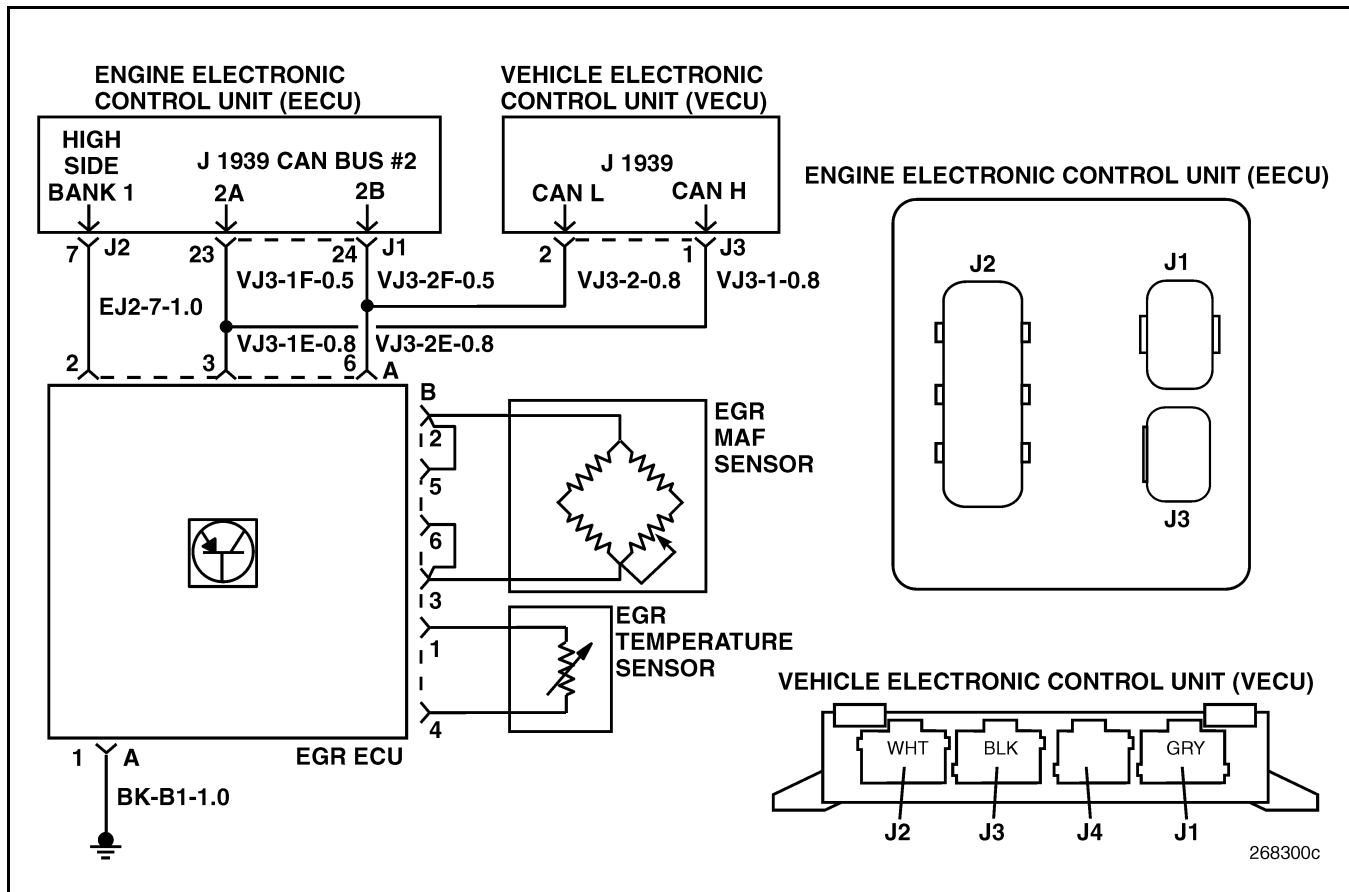 ENGINE ELECTRONIC
CONTROL UNIT (EECU)
VEHICLE ELECTRONIC
CONTROL UNIT (VECU)
HIGH
SIDE
BANK 1
J 1939 CAN BUS #2
2A
2B
J 1939
CAN L
CAN H
7
J2
23
24
J1
2
1
J3
VJ3-1F-0.5
VJ3-2F-0.5
VJ3-2-0.8
VJ3-1-0.8
EJ2-7-1.0
VJ3-1E-0.8
VJ3-2E-0.8
2
3
6
A
B
2
5
6
3
1
4
EGR
MAF
SENSOR
EGR
TEMPERATURE
SENSOR
EGR ECU
1
A
BK-B1-1.0
ENGINE ELECTRONIC CONTROL UNIT (EECU)
J2
J1
J3
VEHICLE ELECTRONIC CONTROL UNIT (VECU)
WHT
BLK
GRY
J2
J3
J4
J1
268300c